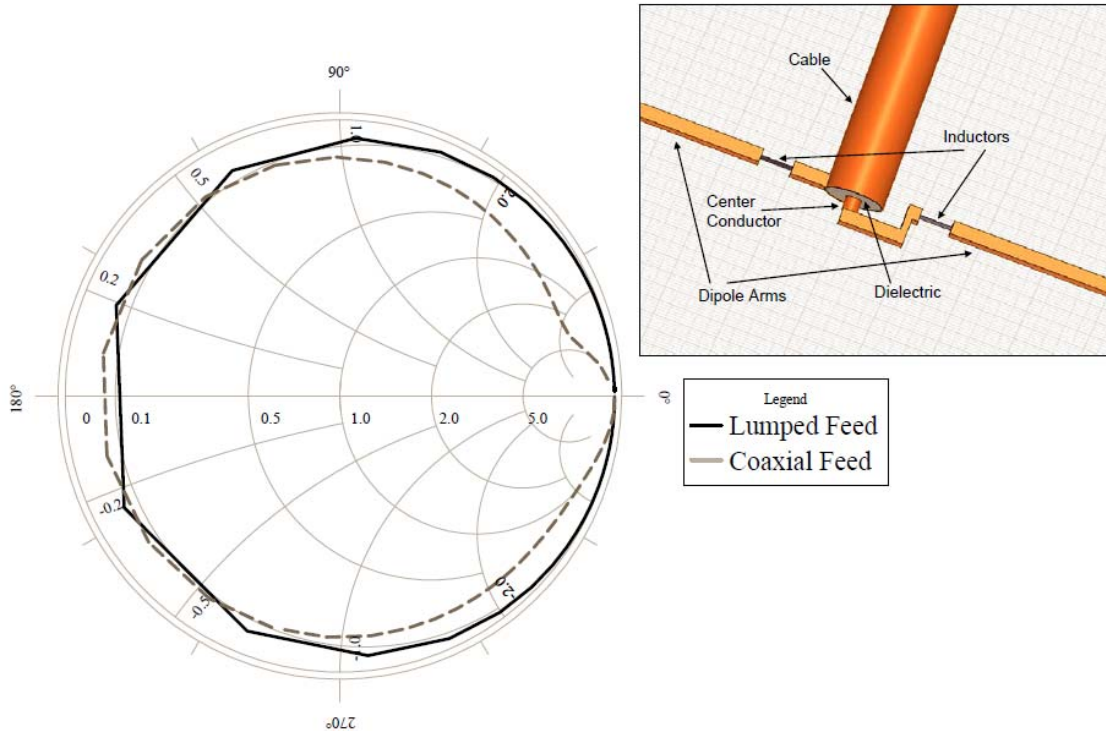 90°
1.0
0.5
2.0
0.2
180°
0
0.1
0.5
1.0
2.0
5.0
0°
-0.2
-0.5
-2.0
-1.0
270°
Cable
Inductors
Center
Conductor
Dipole Arms
Dielectric
Legend
Lumped Feed
Coaxial Feed